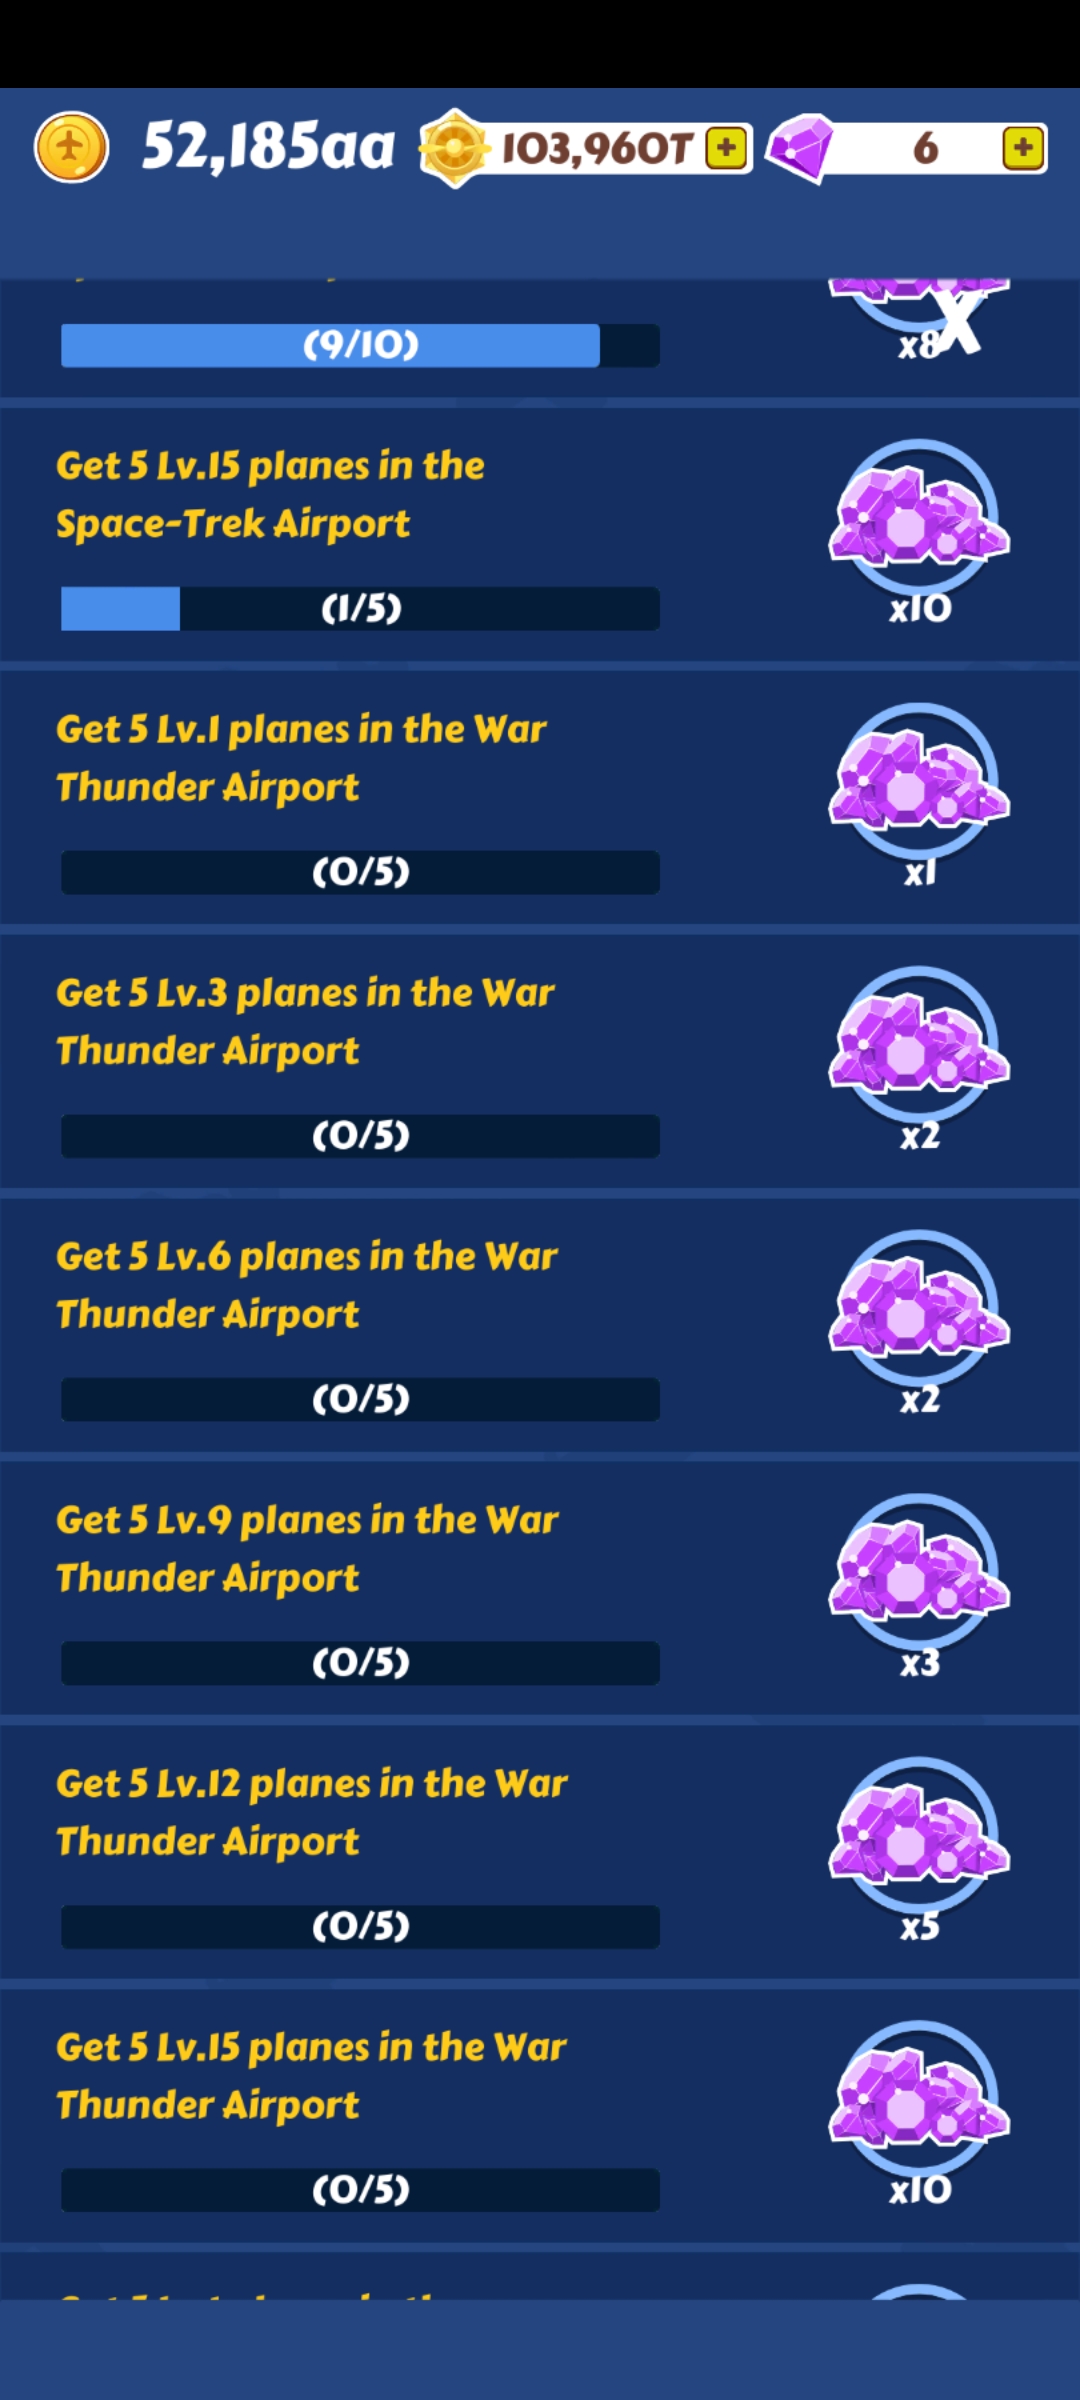 52,185aa 103,960T + 6 +
(9/10) x8 X
Get 5 Lv.15 planes in the
Space-Trek Airport
(1/5) x10
Get 5 Lv.1 planes in the War
Thunder Airport
(0/5) x1
Get 5 Lv.3 planes in the War
Thunder Airport
(0/5) x2
Get 5 Lv.6 planes in the War
Thunder Airport
(0/5) x2
Get 5 Lv.9 planes in the War
Thunder Airport
(0/5) x3
Get 5 Lv.12 planes in the War
Thunder Airport
(0/5) x5
Get 5 Lv.15 planes in the War
Thunder Airport
(0/5) x10